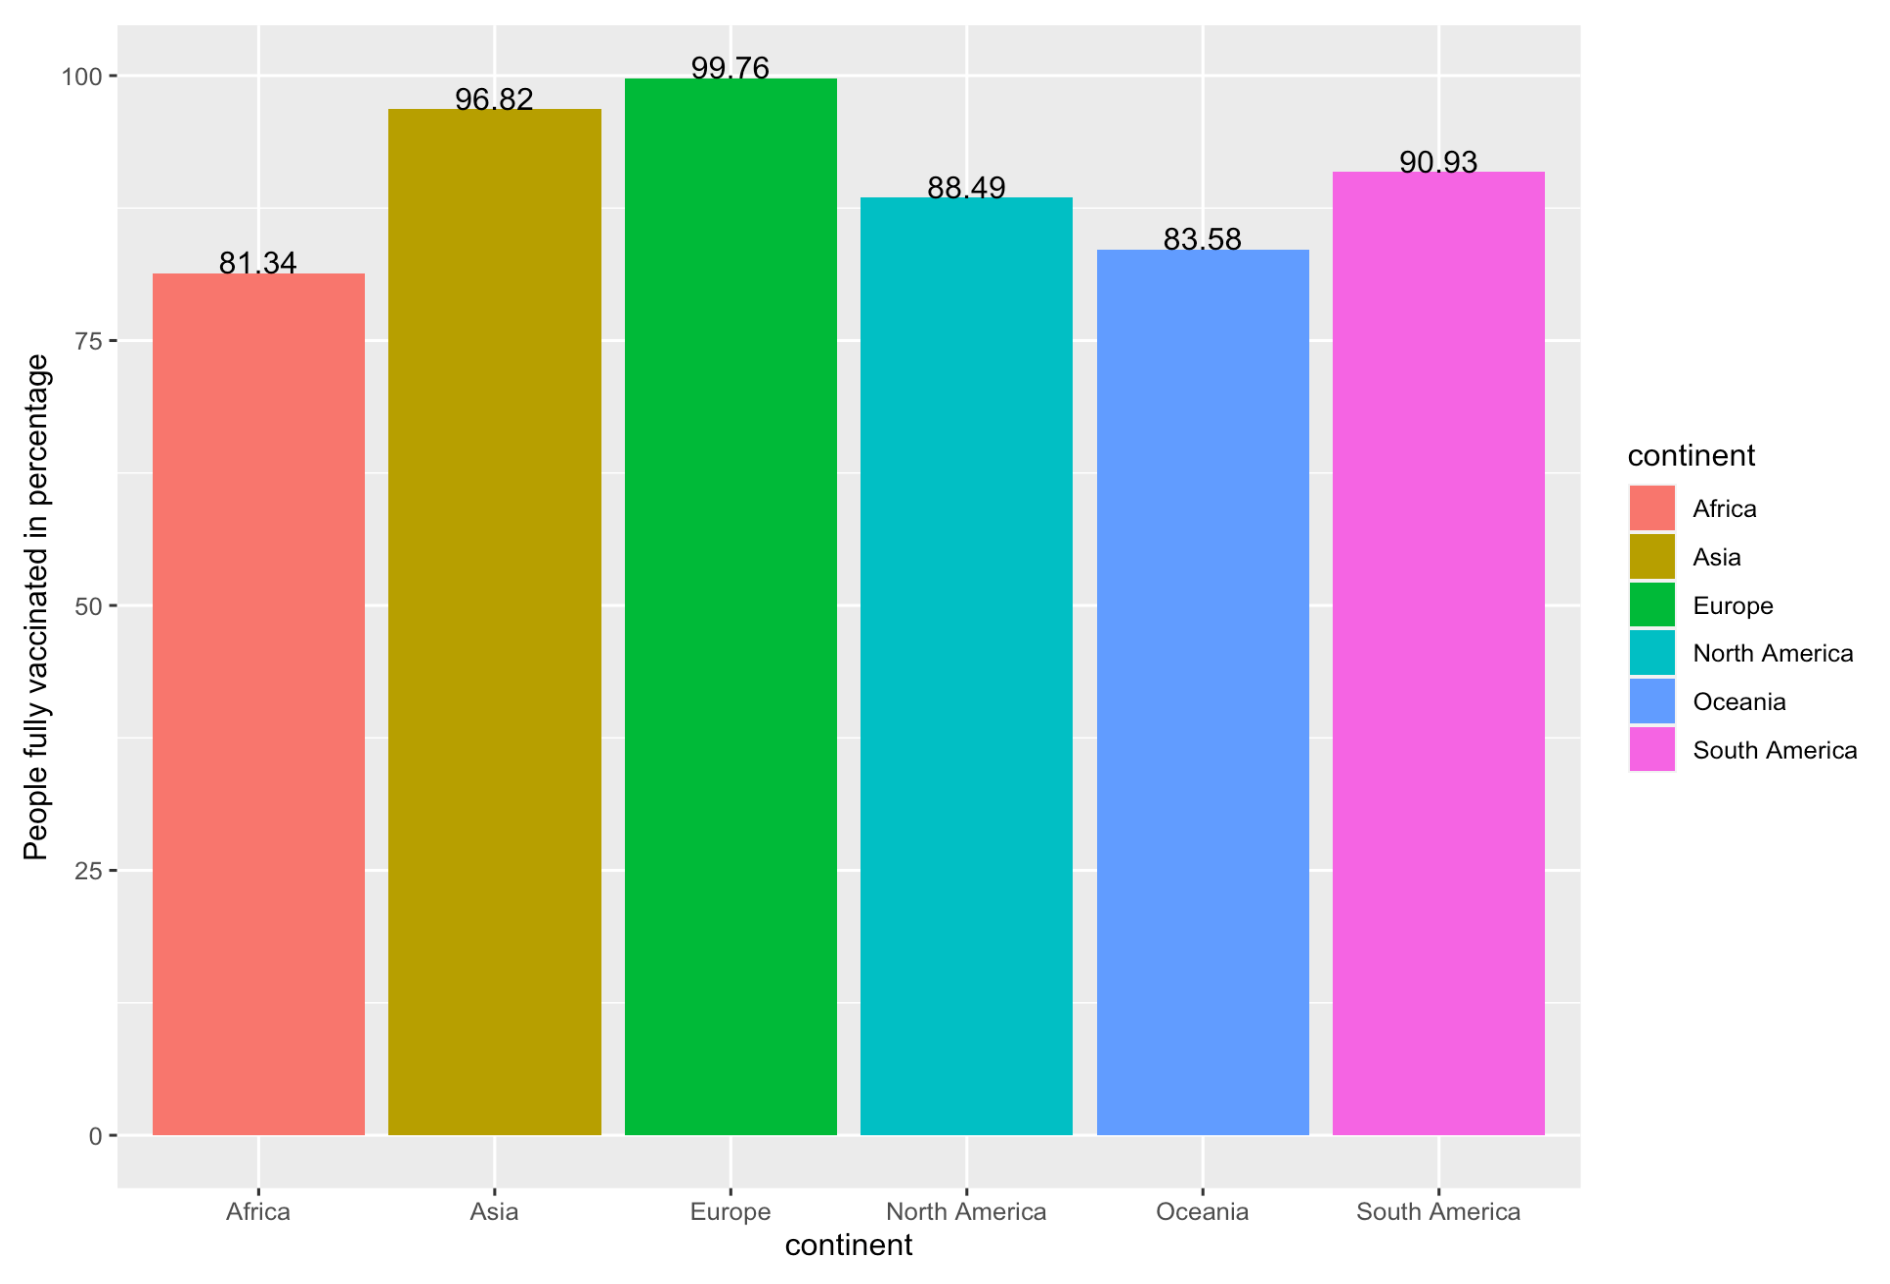 People fully vaccinated in percentage
100
75
50
25
0
81.34
96.82
99.76
88.49
83.58
90.93
Africa
Asia
Europe
North America
Oceania
South America
continent
continent
Africa
Asia
Europe
North America
Oceania
South America